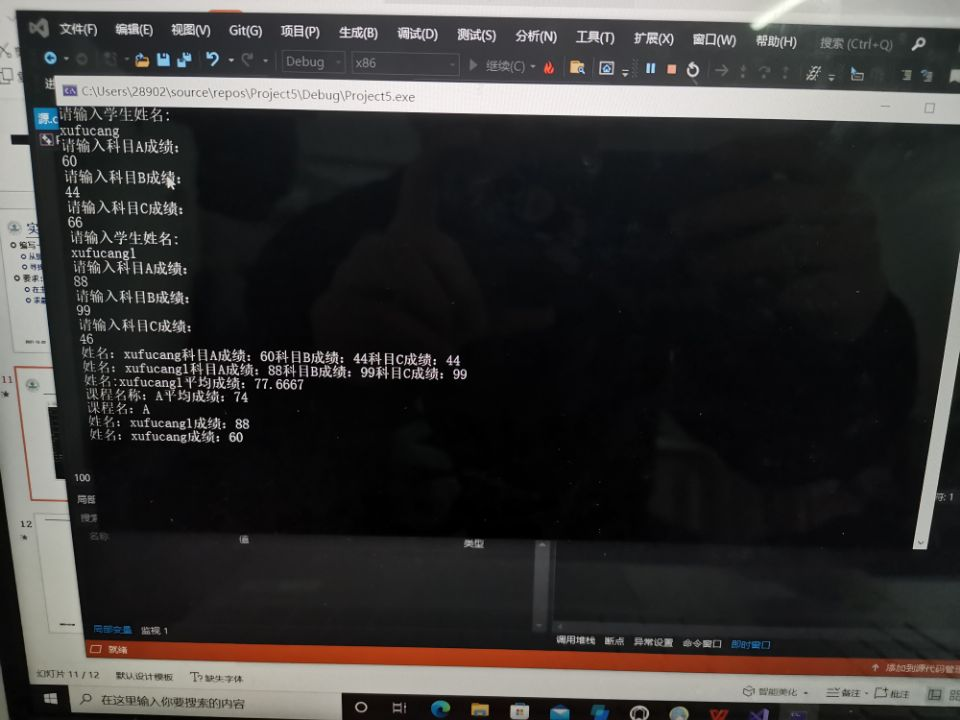 文件(F) 编辑(E) 视图(V) Git(G) 项目(P) 生成(B) 调试(D) 测试(S) 分析(N) 工具(T) 扩展(X) 窗口(W) 帮助(H) 搜索 (Ctrl+Q)
Debug x86 继续(C)
C:\Users\28902\source\repos\Project5\Debug\Project5.exe
源.c
请输入学生姓名:
xufucang
请输入科目A成绩:
60
请输入科目B成绩:
44
请输入科目C成绩:
66
请输入学生姓名:
xufucang1
请输入科目A成绩:
88
请输入科目B成绩:
99
请输入科目C成绩:
46
姓名: xufucang科目A成绩: 60科目B成绩: 44科目C成绩: 44
姓名: xufucang1科目A成绩: 88科目B成绩: 99科目C成绩: 99
姓名:xufucang1平均成绩: 77.6667
课程名称: A平均成绩: 74
课程名: A
姓名: xufucang1成绩: 88
姓名: xufucang成绩: 60
实
编写
要求:
11
12
100
局部
搜索
名称 值 类型
局部变量 监视 1
调用堆栈 断点 异常设置 命令窗口 即时窗口
就绪
添加到源代码管理
幻灯片 11 / 12 默认设计模板 缺失字体
智能美化 备注 批注
在这里输入你要搜索的内容